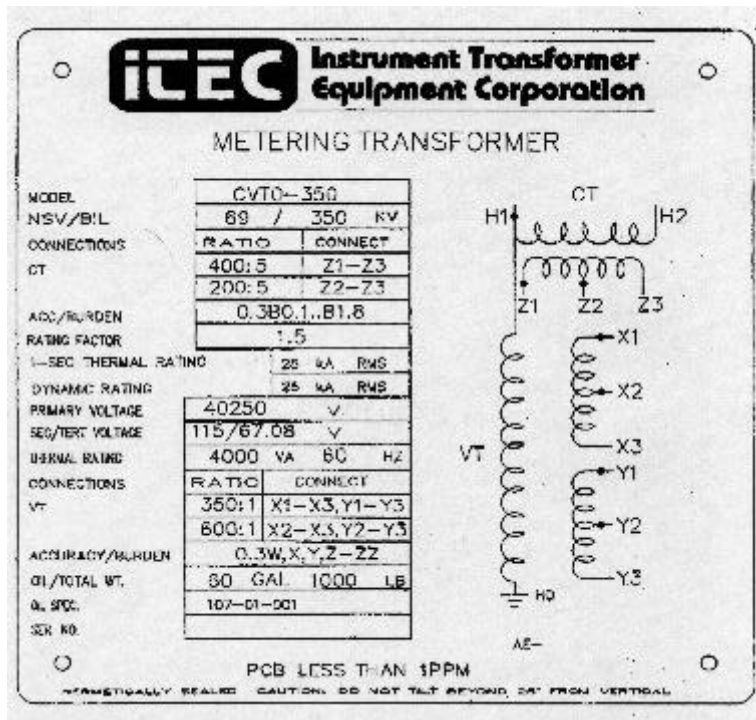 iTEC Instrument Transformer
Equipment Corporation
METERING TRANSFORMER
MODEL CVTO-350
NSV/BIL 69 / 350 KV
CONNECTIONS RATIO CONNECT
CT 400:5 Z1-Z3
200:5 Z2-Z3
ACC/BURDEN 0.3B0.1..B1.8
RATING FACTOR 1.5
1-SEC THERMAL RATING 25 kA RMS
DYNAMIC RATING 25 kA RMS
PRIMARY VOLTAGE 40250 V
SEC/TERT VOLTAGE 115/67.08 V
THERMAL RATING 4000 VA 60 HZ
CONNECTIONS RATIO CONNECT
VT 350:1 X1-X3,Y1-Y3
600:1 X2-X3,Y2-Y3
ACCURACY/BURDEN 0.3W,X,Y,Z-ZZ
OIL/TOTAL WT. 60 GAL 1000 LB
OIL SPEC. 107-01-001
SER NO.
CT
H1 H2
Z1 Z2 Z3
X1
X2
VT X3
Y1
Y2
Y3
H0
AE-
PCB LESS THAN 1PPM
HERMETICALLY SEALED CAUTION: DO NOT TILT BEYOND FROM VERTICAL